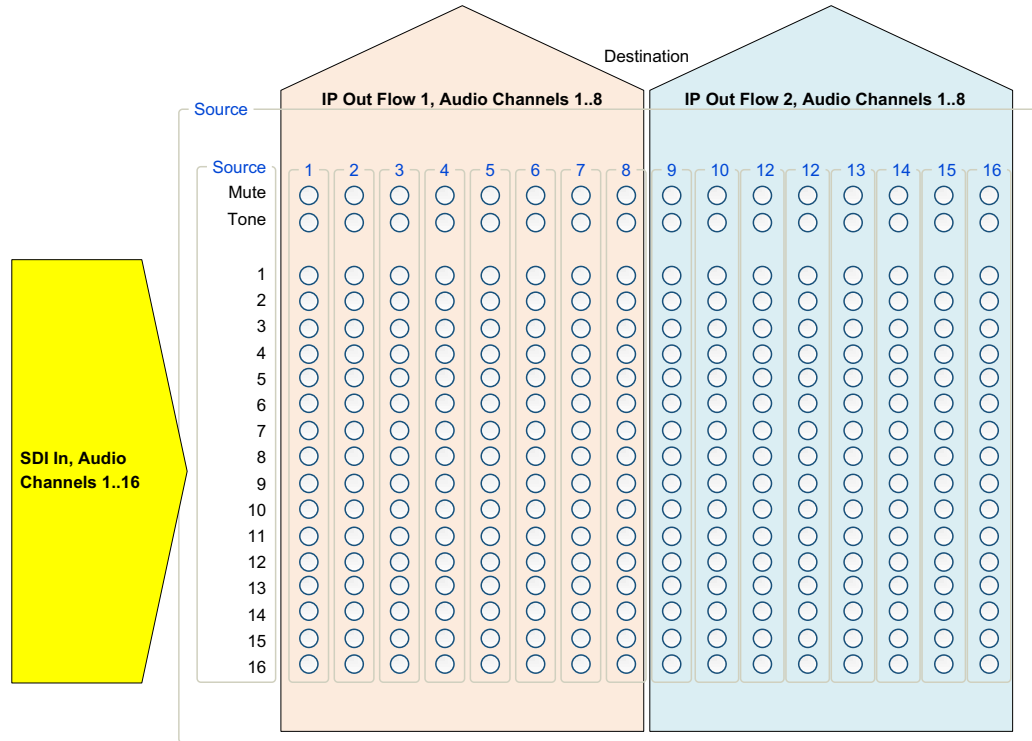 Destination
IP Out Flow 1, Audio Channels 1..8
IP Out Flow 2, Audio Channels 1..8
Source
Source 1 2 3 4 5 6 7 8 9 10 12 12 13 14 15 16
Mute
Tone
1
2
3
4
5
6
7
8
9
10
11
12
13
14
15
16
SDI In, Audio
Channels 1..16